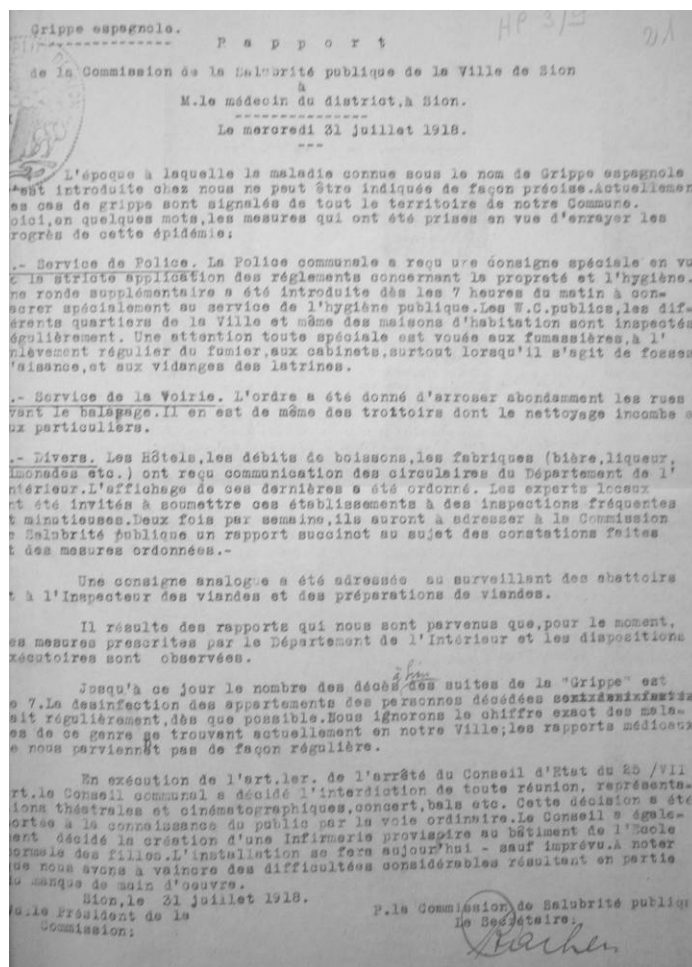 Grippe espagnole.
HP 3/9
21
R a p p o r t
de la Commission de la Salubrité publique de la Ville de Sion
à
M.le médecin du district,à Sion.
Le mercredi 31 juillet 1918.
L'époque à laquelle la maladie connue sous le nom de Grippe espagnole
'est introduite chez nous ne peut être indiquée de façon précise.Actuellemen
es cas de grippe sont signalés de tout le territoire de notre Commune.
oici,en quelques mots,les mesures qui ont été prises en vue d'enrayer les
rogrès de cette épidémie;
.- Service de Police. La Police communale a reçu une consigne spéciale en vu
e la stricte application des réglements concernant la propreté et l'hygiène.
ne ronde supplémentaire a été introduite dès les 7 heures du matin à con-
acrer spécialement au service de l'hygiène publique.Les W.C.publics,les dif-
érents quartiers de la Ville et même des maisons d'habitation sont inspectés
égulièrement. Une attention toute spéciale est vouée aux fumassières,à l'
nlèvement régulier du fumier,aux cabinets,surtout lorsqu'il s'agit de fosses
'aisance,et aux vidanges des latrines.
.- Service de la Voirie. L'ordre a été donné d'arroser abondamment les rues
vant le balayage.Il en est de même des trottoirs dont le nettoyage incombe a
ux particuliers.
.- Divers. Les Hôtels,les débits de boissons,les fabriques (bière,liqueur,
imonades etc.) ont reçu communication des circulaires du Département de l'
ntérieur.L'affichage de ces dernières a été ordonné. Les experts locaux
nt été invités à soumettre ces établissements à des inspections fréquentes
t minutieuses.Deux fois par semaine,ils auront à adresser à la Commission
e Salubrité publique un rapport succinct au sujet des constations faites
t des mesures ordonnées.-
Une consigne analogue a été adressée au surveillant des abattoirs
t à l'Inspecteur des viandes et des préparations de viandes.
Il résulte des rapports qui nous sont parvenus que,pour le moment,
es mesures prescrites par le Département de l'Intérieur et les dispositions
xécutoires sont observées.
Jusqu'à ce jour le nombre des décès des suites de la "Grippe" est
e 7.La desinfection des appartements des personnes décédées
ait régulièrement,dès que possible.Nous ignorons le chiffre exact des mala-
es de ce genre se trouvant actuellement en notre Ville;les rapports médicaux
e nous parviennet pas de façon régulière.
En exécution de l'art.1er. de l'arrêté du Conseil d'Etat du 25 /VII
rt.le Conseil communal a décidé l'interdiction de toute réunion, représenta-
ions théatrales et cinématographiques,concert,bals etc. Cette décision a été
ortée à la connaissance du public par la voie ordinaire.Le Conseil a égale-
ent décidé la création d'une Infirmerie provisoire au bâtiment de l'Ecole
ormale des filles.L'installation se fera aujourd'hui - sauf imprévu.A noter
ue nous avons à vaincre des difficultées considérables résultant en partie
u manque de main d'oeuvre.
Sion,le 31 juillet 1918.
Le Président de la
Commission:
P.la Commission de Salubrité publiqu
Le Secrétaire: